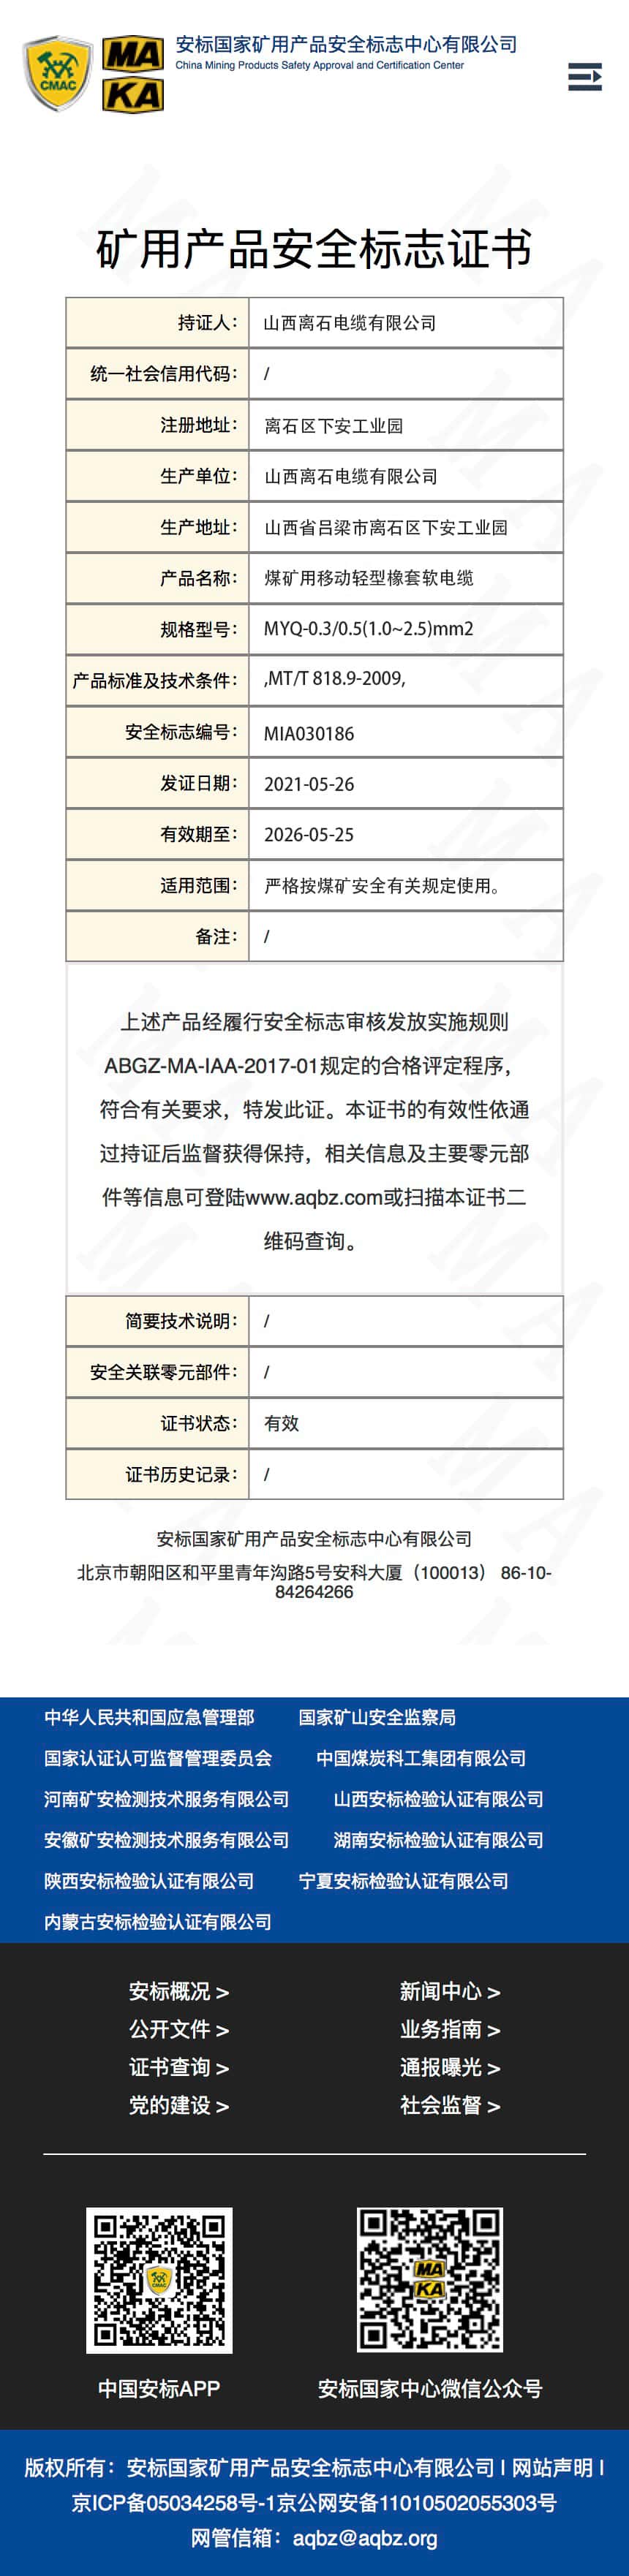 CMAC
MA
KA
安标国家矿用产品安全标志中心有限公司
China Mining Products Safety Approval and Certification Center
矿用产品安全标志证书
持证人： 山西离石电缆有限公司
统一社会信用代码： /
注册地址： 离石区下安工业园
生产单位： 山西离石电缆有限公司
生产地址： 山西省吕梁市离石区下安工业园
产品名称： 煤矿用移动轻型橡套软电缆
规格型号： MYQ-0.3/0.5(1.0~2.5)mm2
产品标准及技术条件： ,MT/T 818.9-2009,
安全标志编号： MIA030186
发证日期： 2021-05-26
有效期至： 2026-05-25
适用范围： 严格按煤矿安全有关规定使用。
备注： /
上述产品经履行安全标志审核发放实施规则
ABGZ-MA-IAA-2017-01规定的合格评定程序，
符合有关要求，特发此证。本证书的有效性依通
过持证后监督获得保持，相关信息及主要零元部
件等信息可登陆www.aqbz.com或扫描本证书二
维码查询。
简要技术说明： /
安全关联零元部件： /
证书状态： 有效
证书历史记录： /
安标国家矿用产品安全标志中心有限公司
北京市朝阳区和平里青年沟路5号安科大厦（100013） 86-10-
84264266
中华人民共和国应急管理部 国家矿山安全监察局
国家认证认可监督管理委员会 中国煤炭科工集团有限公司
河南矿安检测技术服务有限公司 山西安标检验认证有限公司
安徽矿安检测技术服务有限公司 湖南安标检验认证有限公司
陕西安标检验认证有限公司 宁夏安标检验认证有限公司
内蒙古安标检验认证有限公司
安标概况 > 新闻中心 >
公开文件 > 业务指南 >
证书查询 > 通报曝光 >
党的建设 > 社会监督 >
CMAC
MA
KA
中国安标APP 安标国家中心微信公众号
版权所有：安标国家矿用产品安全标志中心有限公司 | 网站声明 |
京ICP备05034258号-1京公网安备11010502055303号
网管信箱：aqbz@aqbz.org